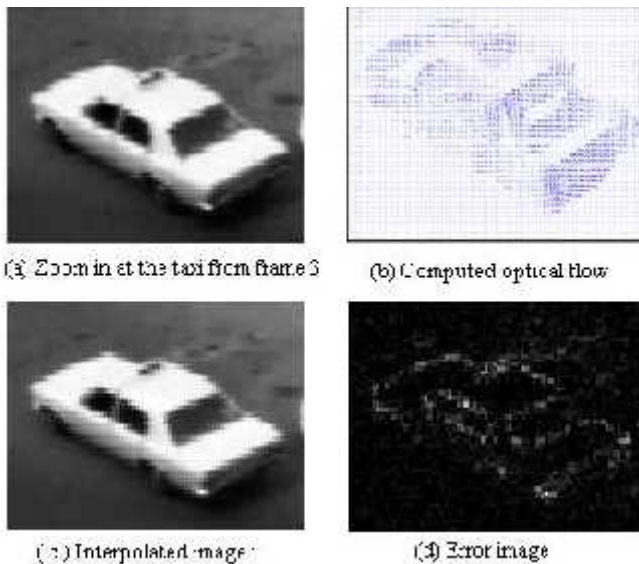 (a) Zoom in at the taxi from frame 3
(b) Computed optical flow
Interpolated image
(d) Error image